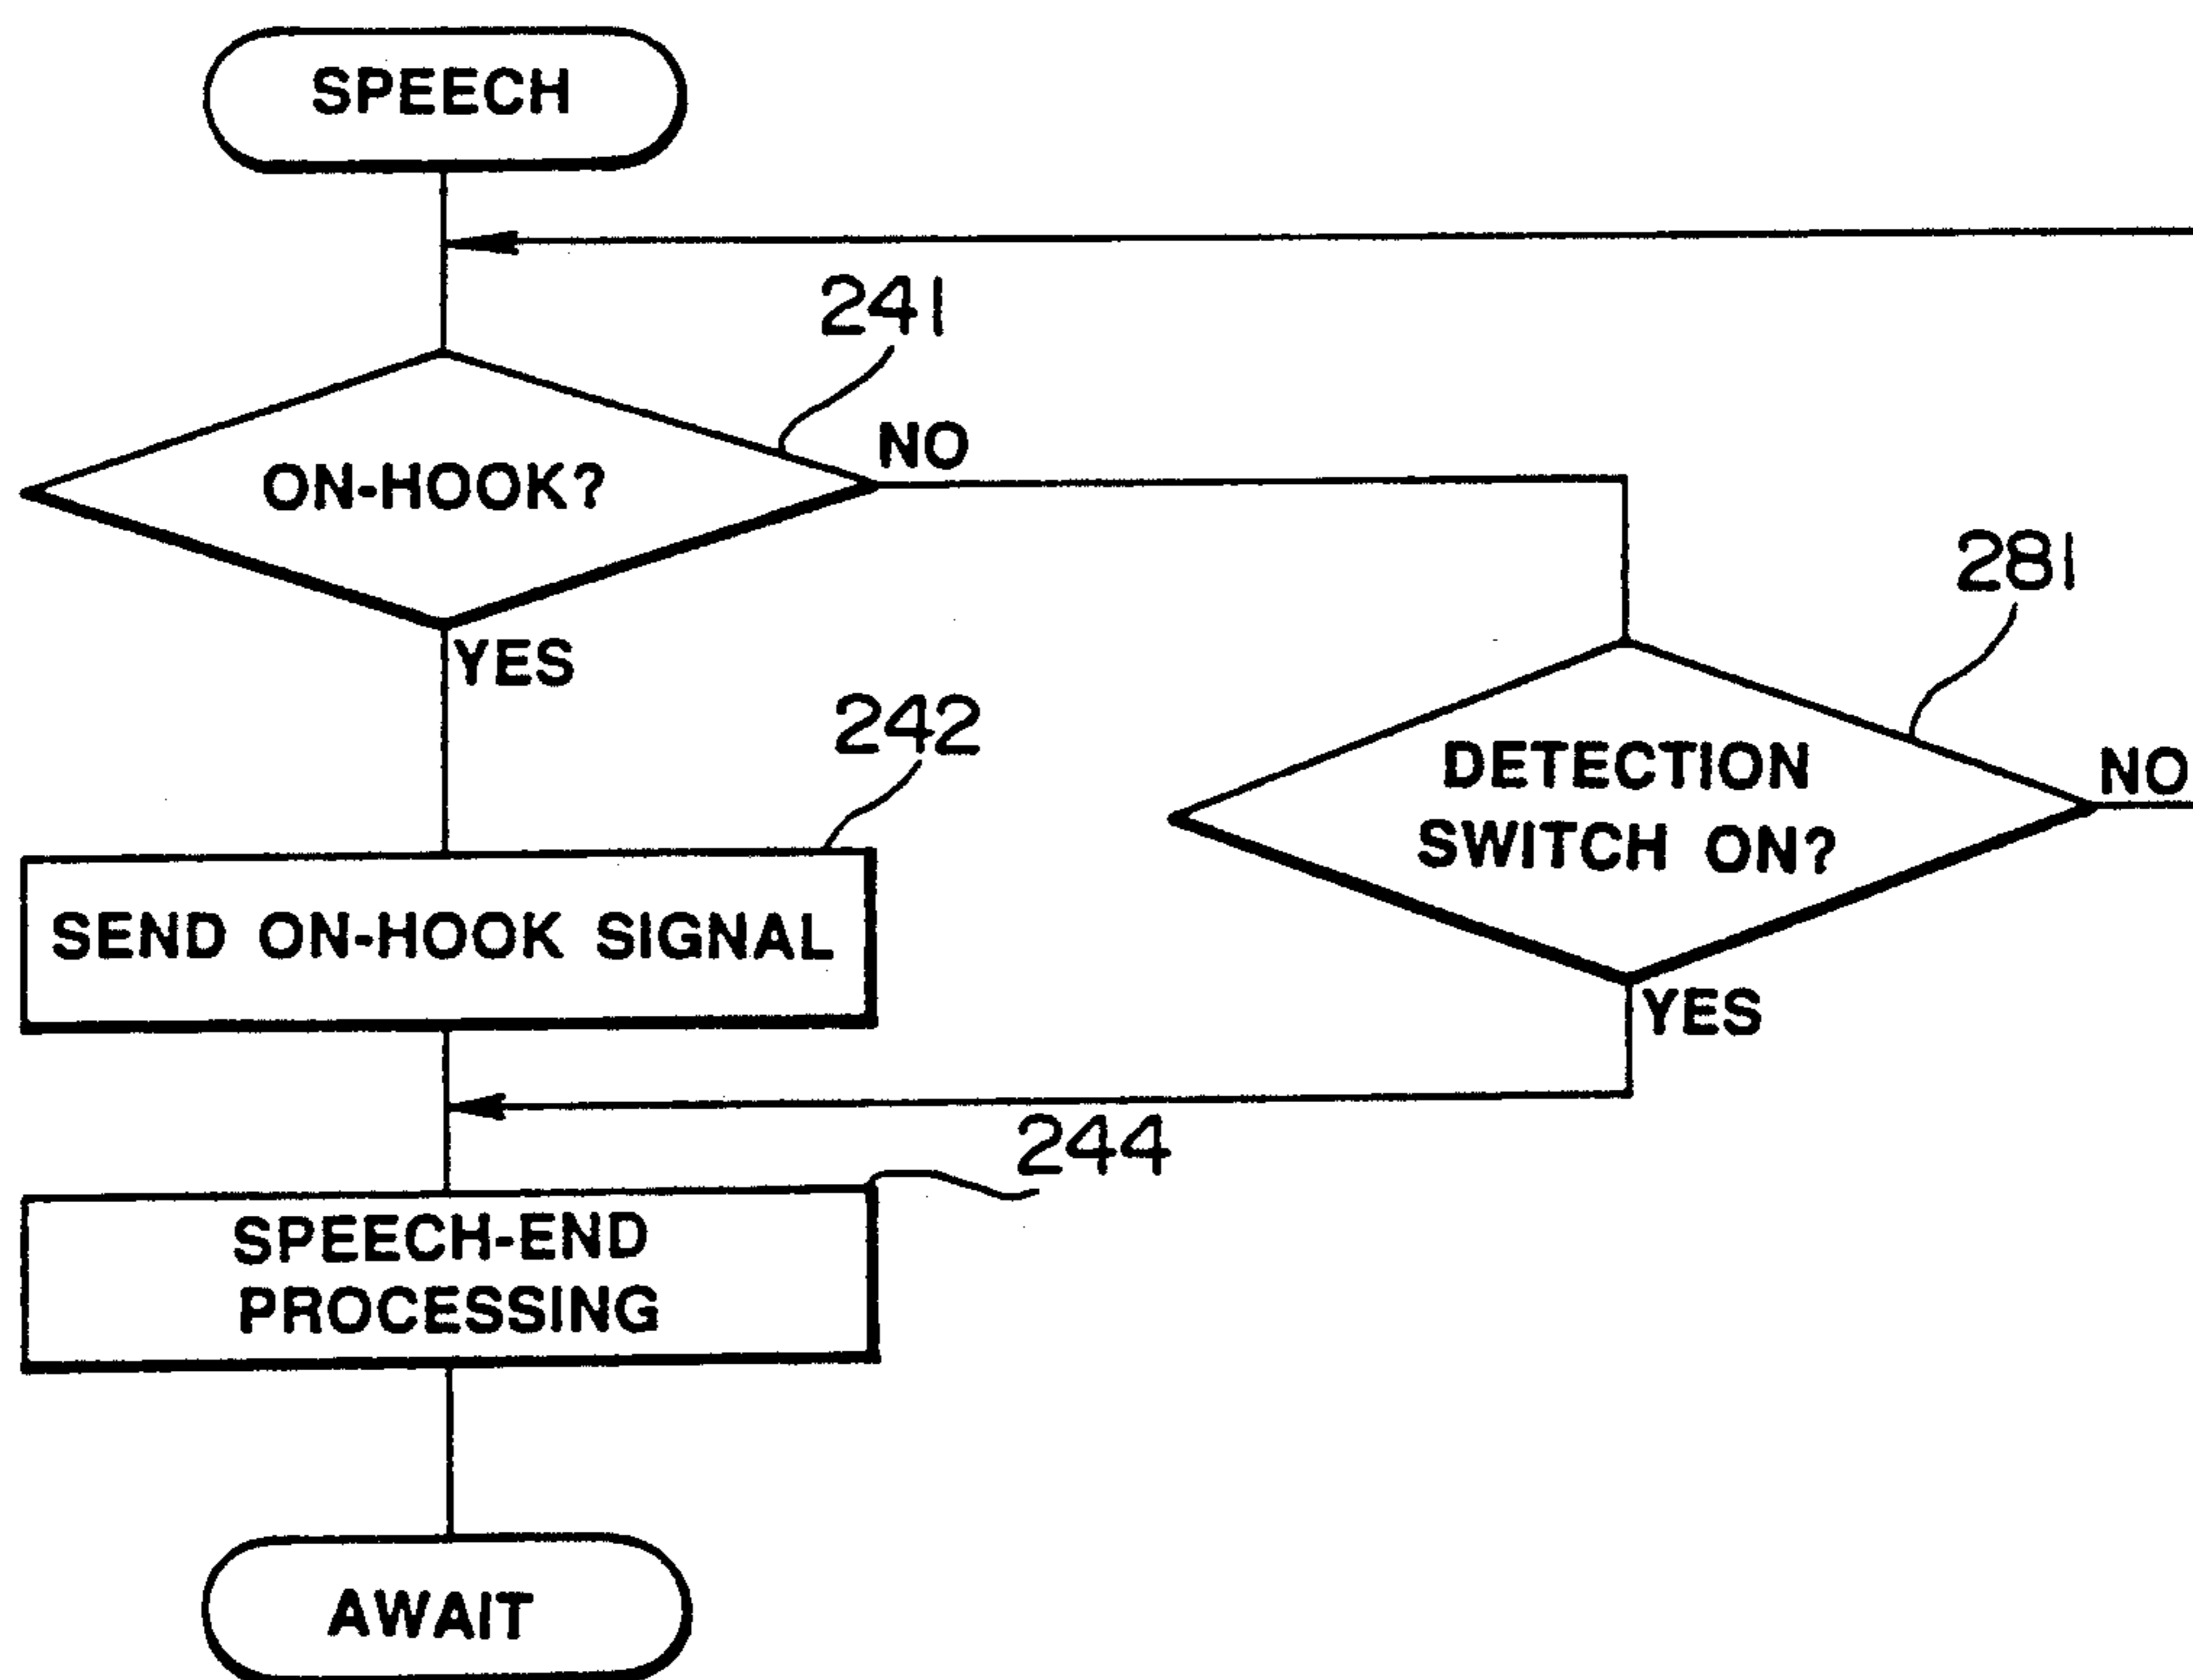 SPEECH
241
ON-HOOK?
NO
YES
281
242
DETECTION
SWITCH ON?
NO
SEND ON-HOOK SIGNAL
YES
244
SPEECH-END
PROCESSING
AWAIT